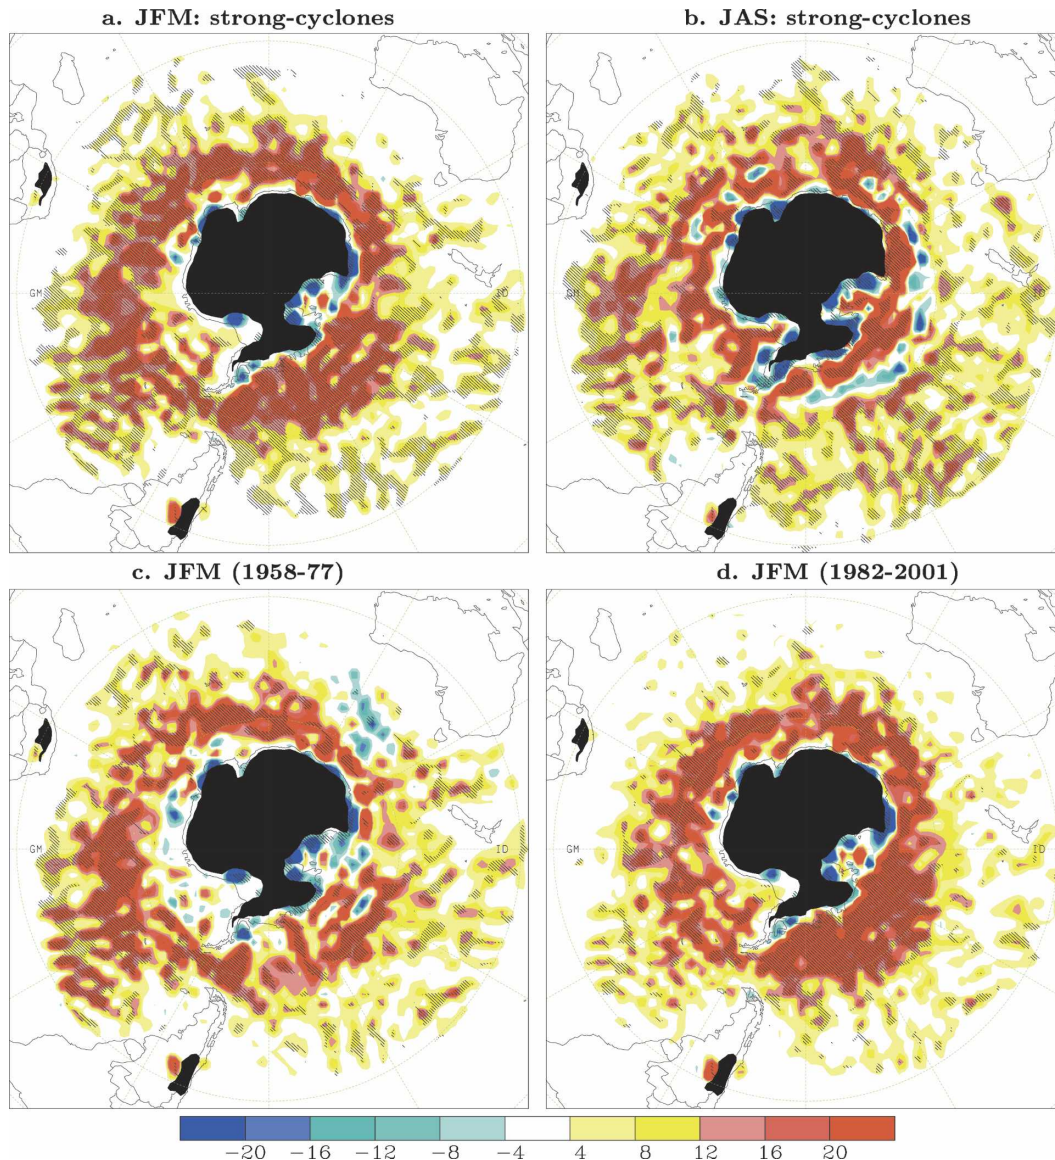 a. JFM: strong-cyclones
b. JAS: strong-cyclones
GM
ID
GM
ID
c. JFM (1958-77)
d. JFM (1982-2001)
GM
ID
GM
ID
−20 −16 −12 −8 −4 4 8 12 16 20